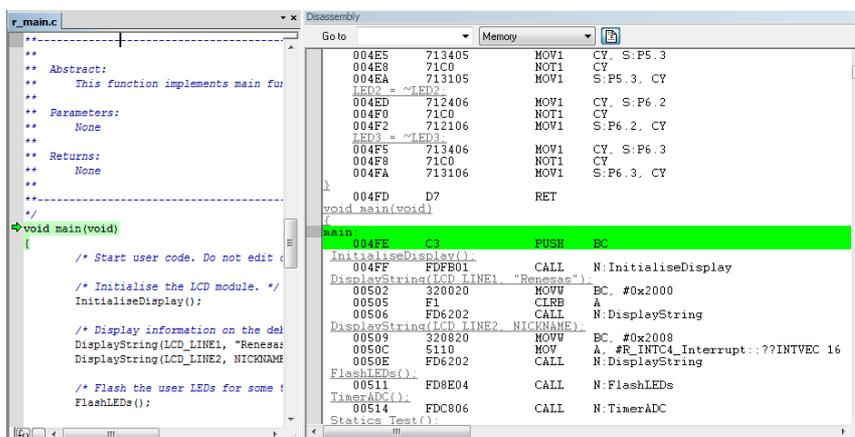 r_main.c
**------------------------------------
**
**  Abstract:
**      This function implements main fun
**
**  Parameters:
**      None
**
**  Returns:
**      None
**
**------------------------------------
*/
void main(void)
{
/* Start user code. Do not edit c
/* Initialise the LCD module. */
InitialiseDisplay();
/* Display information on the deb
DisplayString(LCD_LINE1, "Renesas
DisplayString(LCD_LINE2, NICKNAME
/* Flash the user LEDs for some t
FlashLEDs();
Disassembly
Go to Memory
004E5 713405 MOV1 CY, S:P5.3
004E8 71C0 NOT1 CY
004EA 713105 MOV1 S:P5.3, CY
LED2 = ~LED2;
004ED 712406 MOV1 CY, S:P6.2
004F0 71C0 NOT1 CY
004F2 712106 MOV1 S:P6.2, CY
LED3 = ~LED3;
004F5 713406 MOV1 CY, S:P6.3
004F8 71C0 NOT1 CY
004FA 713106 MOV1 S:P6.3, CY
}
004FD D7 RET
void main(void)
{
main:
004FE C3 PUSH BC
InitialiseDisplay();
004FF FDFB01 CALL N:InitialiseDisplay
DisplayString(LCD_LINE1, "Renesas");
00502 320020 MOVW BC, #0x2000
00505 F1 CLRB A
00506 FD6202 CALL N:DisplayString
DisplayString(LCD_LINE2, NICKNAME);
00509 320820 MOVW BC, #0x2008
0050C 5110 MOV A, #R_INTC4_Interrupt::??INTVEC 16
0050E FD6202 CALL N:DisplayString
FlashLEDs();
00511 FD8E04 CALL N:FlashLEDs
TimerADC();
00514 FDC806 CALL N:TimerADC
Statics_Test();